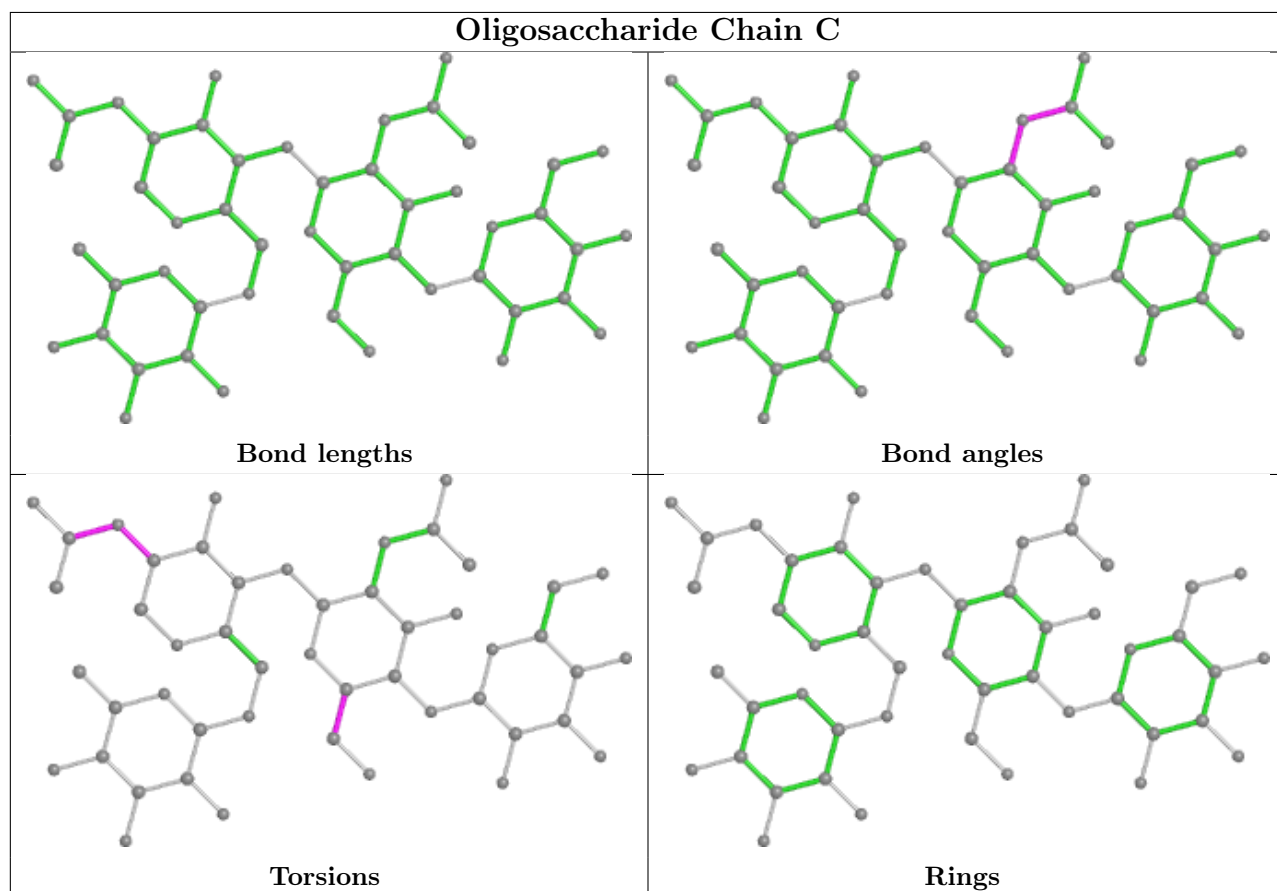 Oligosaccharide Chain C
Bond lengths
Bond angles
Torsions
Rings